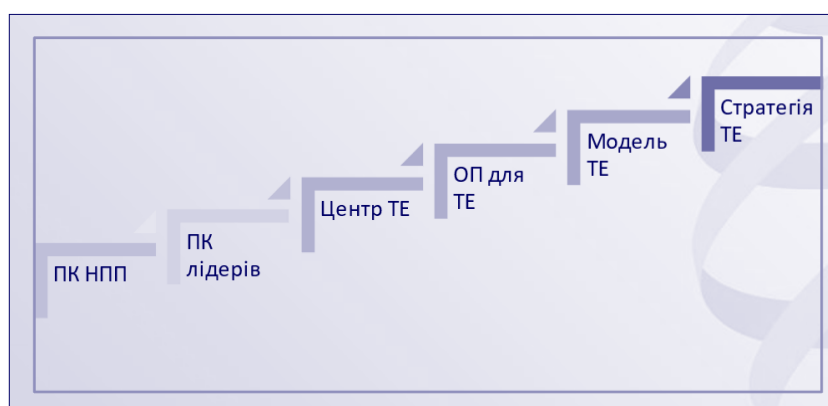 ПК НПП
ПК
лідерів
Центр ТЕ
ОП для
ТЕ
Модель
ТЕ
Стратегія
ТЕ